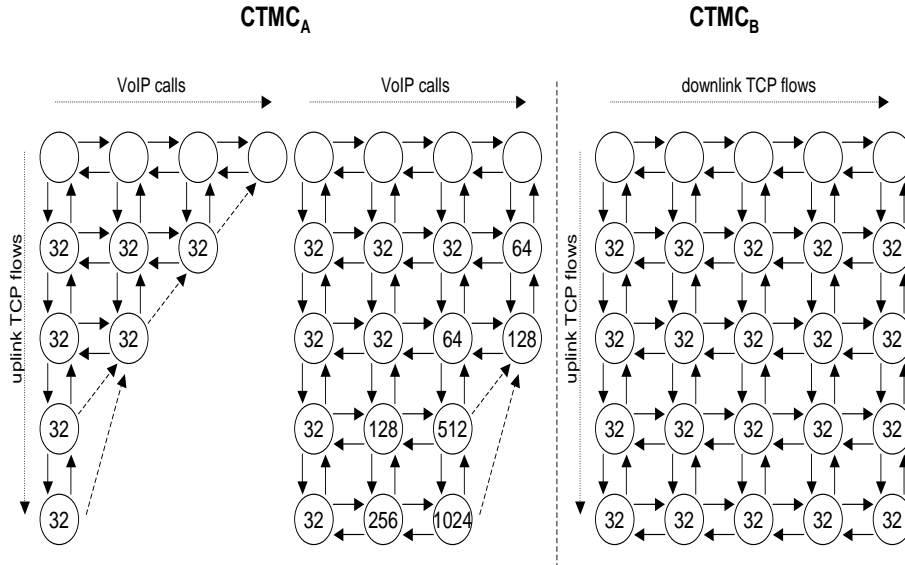 CTMCA
CTMCB
VoIP calls
VoIP calls
downlink TCP flows
uplink TCP flows
uplink TCP flows
32 32 32
32 32
32
32
32 32 32 64
32 32 64 128
32 128 512
32 256 1024
32 32 32 32 32
32 32 32 32 32
32 32 32 32 32
32 32 32 32 32